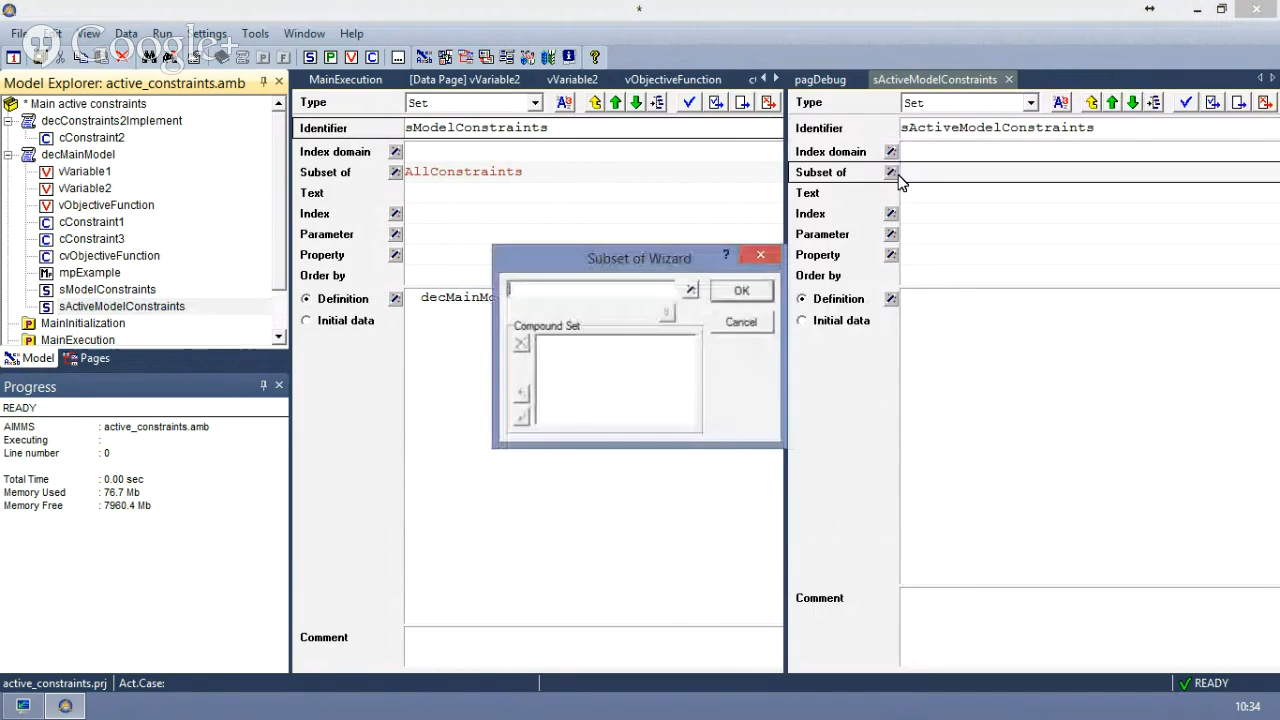 *
File Edit View Data Run Settings Tools Window Help
Google+
Model Explorer: active_constraints.amb
MainExecution [Data Page] vVariable2 vVariable2 vObjectiveFunction
pagDebug sActiveModelConstraints
* Main active constraints
decConstraints2Implement
cConstraint2
decMainModel
vVariable1
vVariable2
vObjectiveFunction
cConstraint1
cConstraint3
cvObjectiveFunction
mpExample
sModelConstraints
sActiveModelConstraints
MainInitialization
MainExecution
Model Pages
Type Set
Identifier sModelConstraints
Index domain
Subset of AllConstraints
Text
Index
Parameter
Property
Order by
Definition
Initial data
Comment
Type Set
Identifier sActiveModelConstraints
Index domain
Subset of
Text
Index
Parameter
Property
Order by
Definition
Initial data
Comment
Subset of Wizard
OK
Cancel
Compound Set
Progress
READY
AIMMS : active_constraints.amb
Executing :
Line number : 0
Total Time : 0.00 sec
Memory Used : 76.7 Mb
Memory Free : 7960.4 Mb
active_constraints.prj Act.Case: READY
10:34